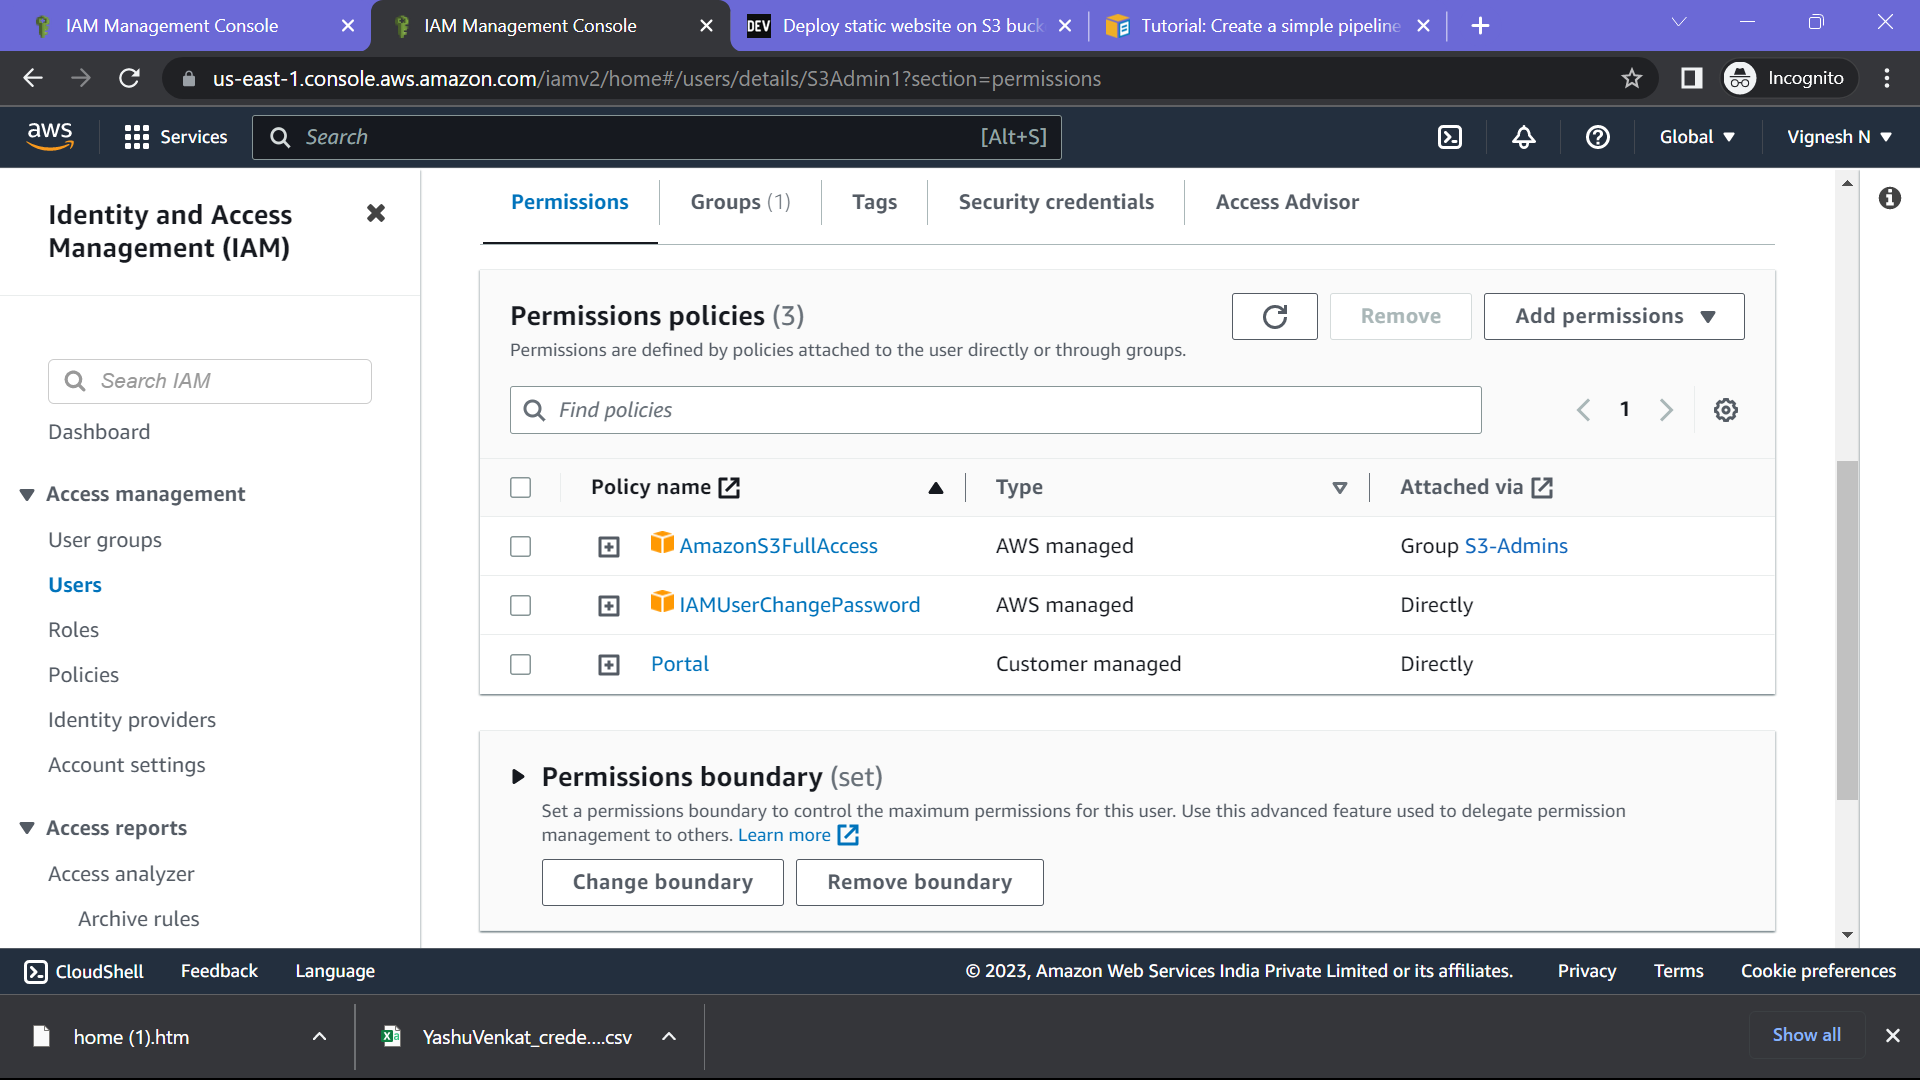 IAM Management Console
IAM Management Console
DEV
Deploy static website on S3 buck
Tutorial: Create a simple pipeline
us-east-1.console.aws.amazon.com/iamv2/home#/users/details/S3Admin1?section=permissions
Incognito
aws
Services
Search
[Alt+S]
Global
Vignesh N
Identity and Access
Management (IAM)
Search IAM
Dashboard
Access management
User groups
Users
Roles
Policies
Identity providers
Account settings
Access reports
Access analyzer
Archive rules
Permissions
Groups (1)
Tags
Security credentials
Access Advisor
Permissions policies (3)
Remove
Add permissions
Permissions are defined by policies attached to the user directly or through groups.
Find policies
1
Policy name
Type
Attached via
AmazonS3FullAccess
AWS managed
Group S3-Admins
IAMUserChangePassword
AWS managed
Directly
Portal
Customer managed
Directly
Permissions boundary (set)
Set a permissions boundary to control the maximum permissions for this user. Use this advanced feature used to delegate permission
management to others. Learn more
Change boundary
Remove boundary
CloudShell
Feedback
Language
© 2023, Amazon Web Services India Private Limited or its affiliates.
Privacy
Terms
Cookie preferences
home (1).htm
YashuVenkat_crede....csv
Show all